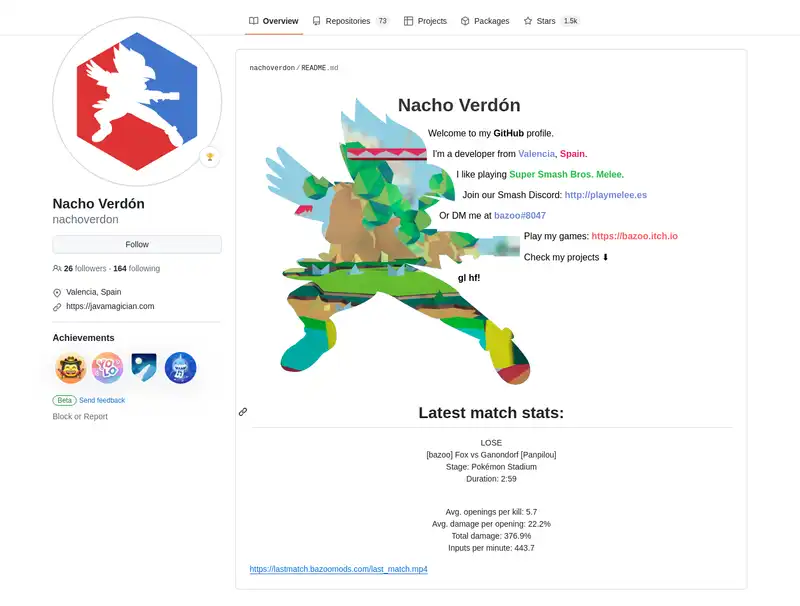 Overview
Repositories 73
Projects
Packages
Stars 1.5k
nachoverdon / README.md
Nacho Verdón
Welcome to my GitHub profile.
I'm a developer from Valencia, Spain.
I like playing Super Smash Bros. Melee.
Join our Smash Discord: http://playmelee.es
Or DM me at bazoo#8047
Play my games: https://bazoo.itch.io
Check my projects ⬇
gl hf!
Nacho Verdón
nachoverdon
Follow
26 followers · 164 following
Valencia, Spain
https://javamagician.com
Achievements
YOLO
Beta Send feedback
Block or Report
Latest match stats:
LOSE
[bazoo] Fox vs Ganondorf [Panpilou]
Stage: Pokémon Stadium
Duration: 2:59
Avg. openings per kill: 5.7
Avg. damage per opening: 22.2%
Total damage: 376.9%
Inputs per minute: 443.7
https://lastmatch.bazoomods.com/last_match.mp4